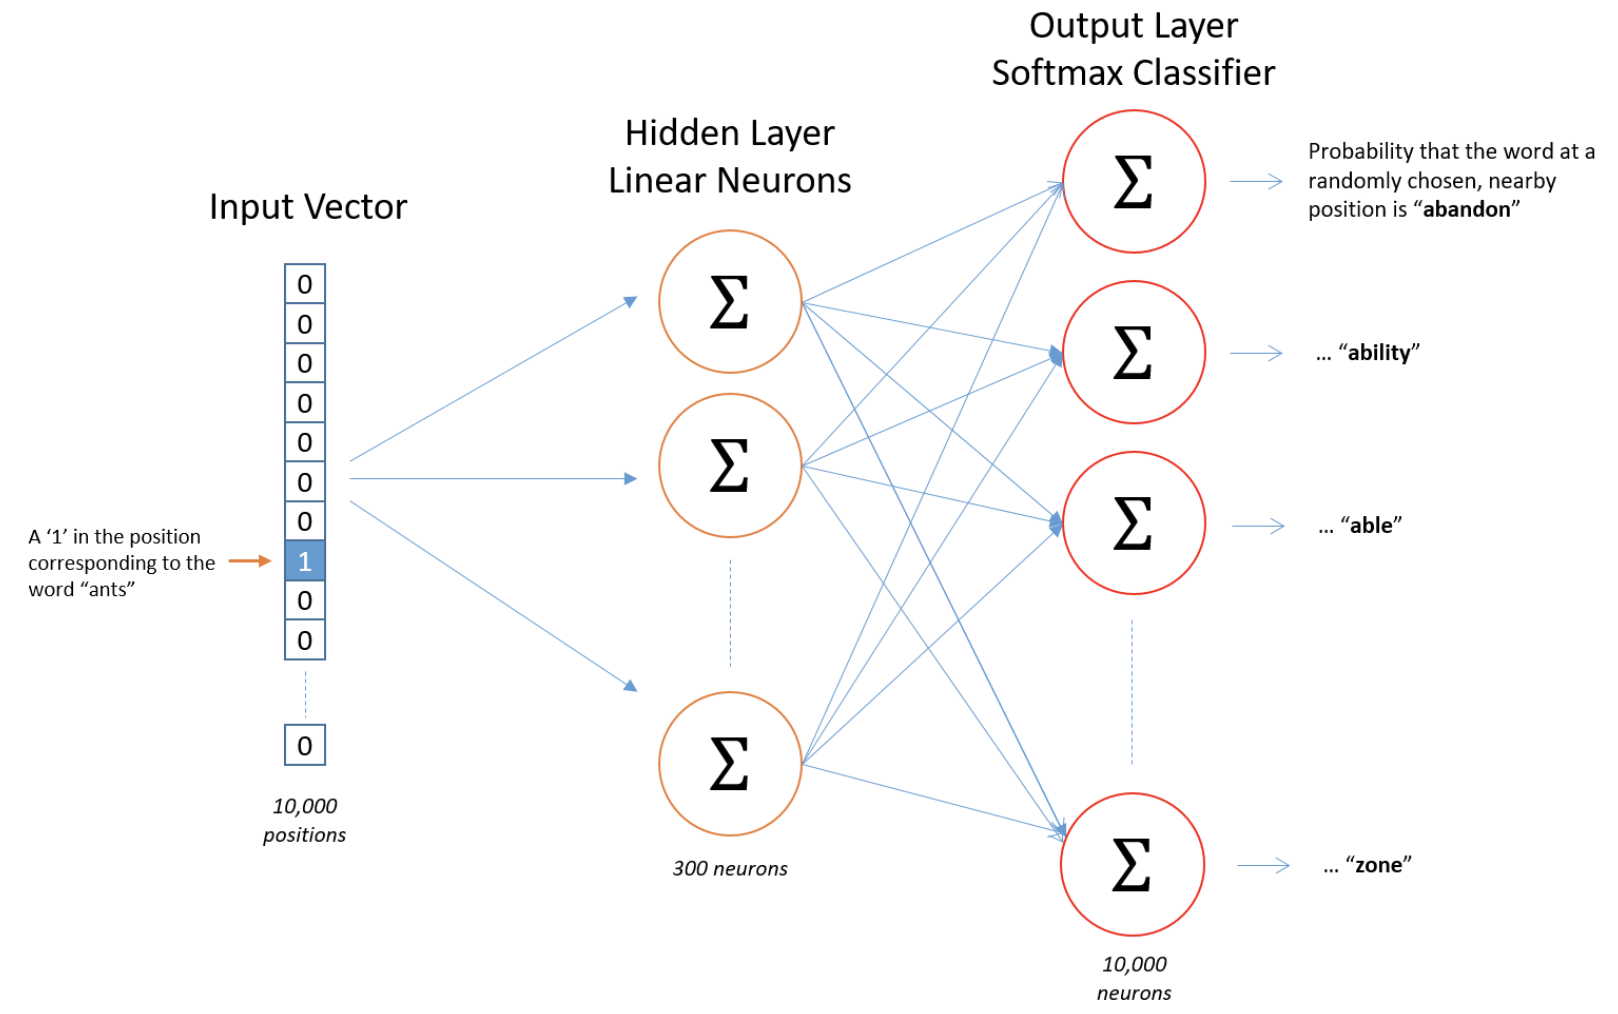 Output Layer
Softmax Classifier
Hidden Layer
Linear Neurons
Input Vector
0
0
0
0
0
0
0
1
0
0
0
A ‘1’ in the position
corresponding to the
word “ants”
10,000
positions
Σ
Σ
Σ
300 neurons
Σ
Σ
Σ
Σ
10,000
neurons
Probability that the word at a
randomly chosen, nearby
position is “abandon”
... “ability”
... “able”
... “zone”